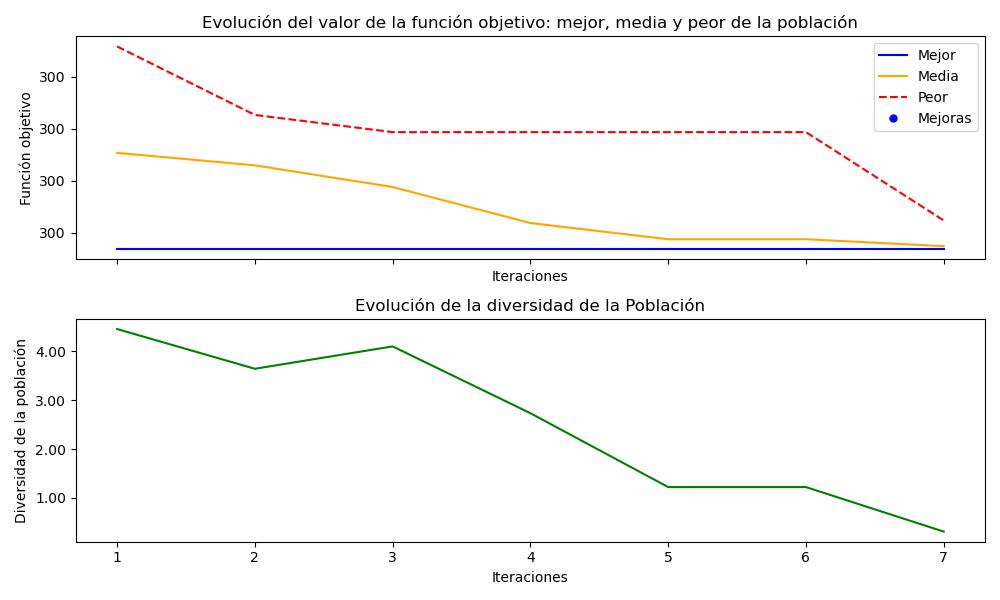 Evolución del valor de la función objetivo: mejor, media y peor de la población
Función objetivo
300
300
300
300
Mejor
Media
Peor
Mejoras
Iteraciones
Evolución de la diversidad de la Población
Diversidad de la población
4.00
3.00
2.00
1.00
1 2 3 4 5 6 7
Iteraciones